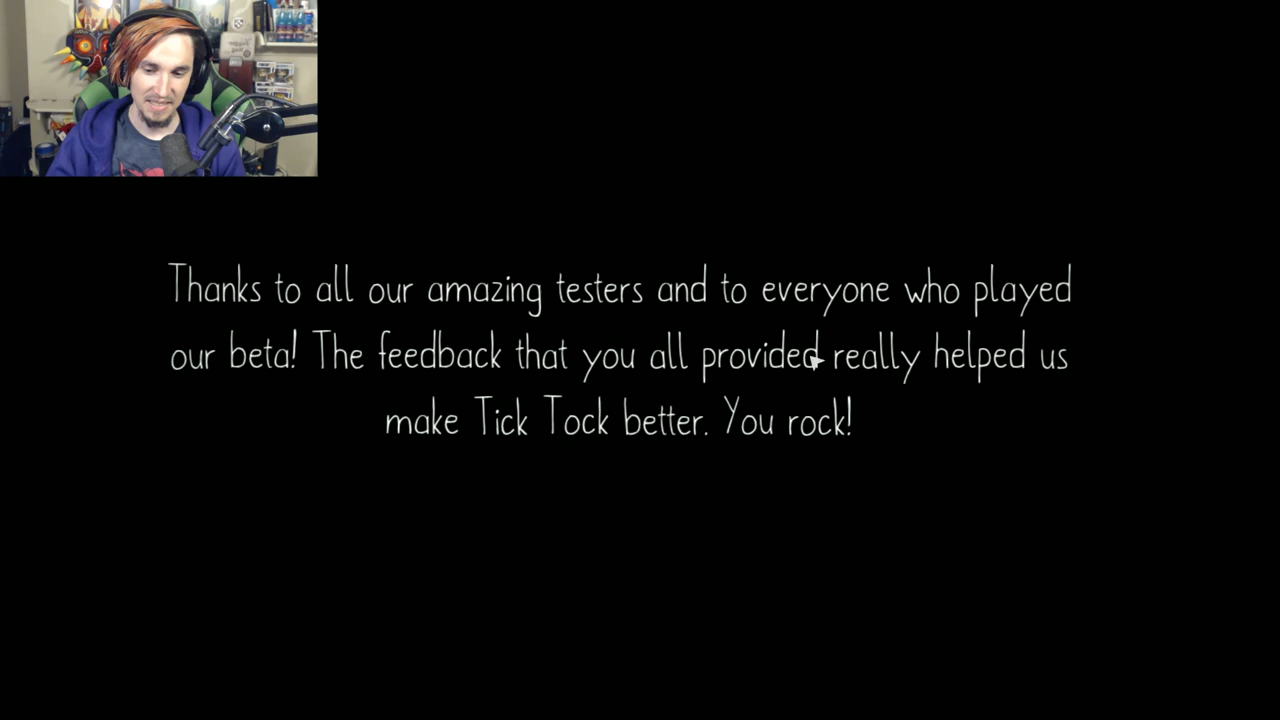 Thanks to all our amazing testers and to everyone who played
our beta! The feedback that you all provided really helped us
make Tick Tock better. You rock!